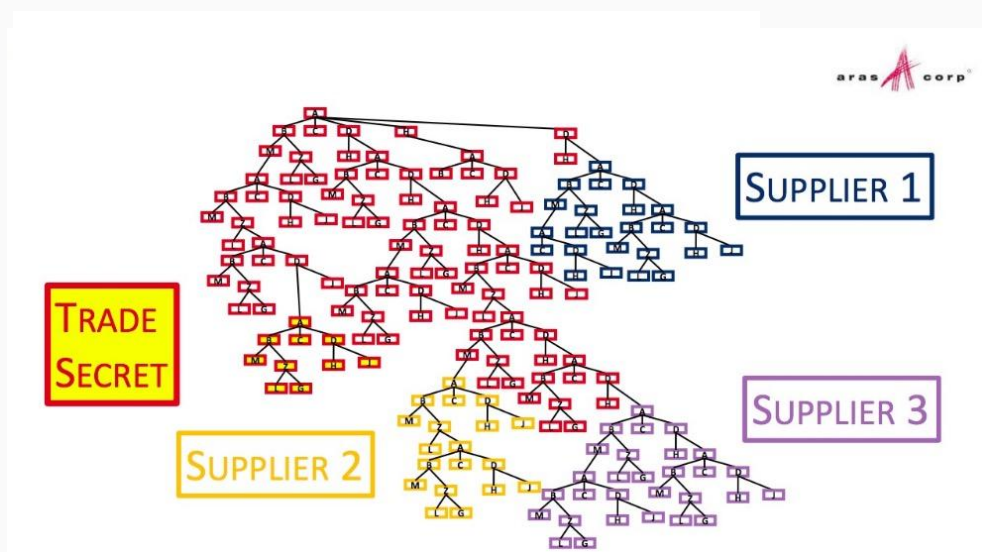 aras corp®
A
B C D H D
M Z H A A H
L G B C D B C D A
A M Z H H J B C D
B C D L G A M Z H A
M Z H J B C D A L G B C D
L A M Z H A C D M Z H J
B C D A L G B C D H J L G
M Z J B C D M Z H J
L G M Z H J L A
A L G B C D
B C D M Z H A
M Z H J L G B C D
L G A M Z H
B C D L G A
M Z H J B C D
L A M Z H A
B C D A L G B C D
M Z H J B C D M Z H J
L G M Z H J L G
L G
SUPPLIER 1
TRADE
SECRET
SUPPLIER 3
SUPPLIER 2